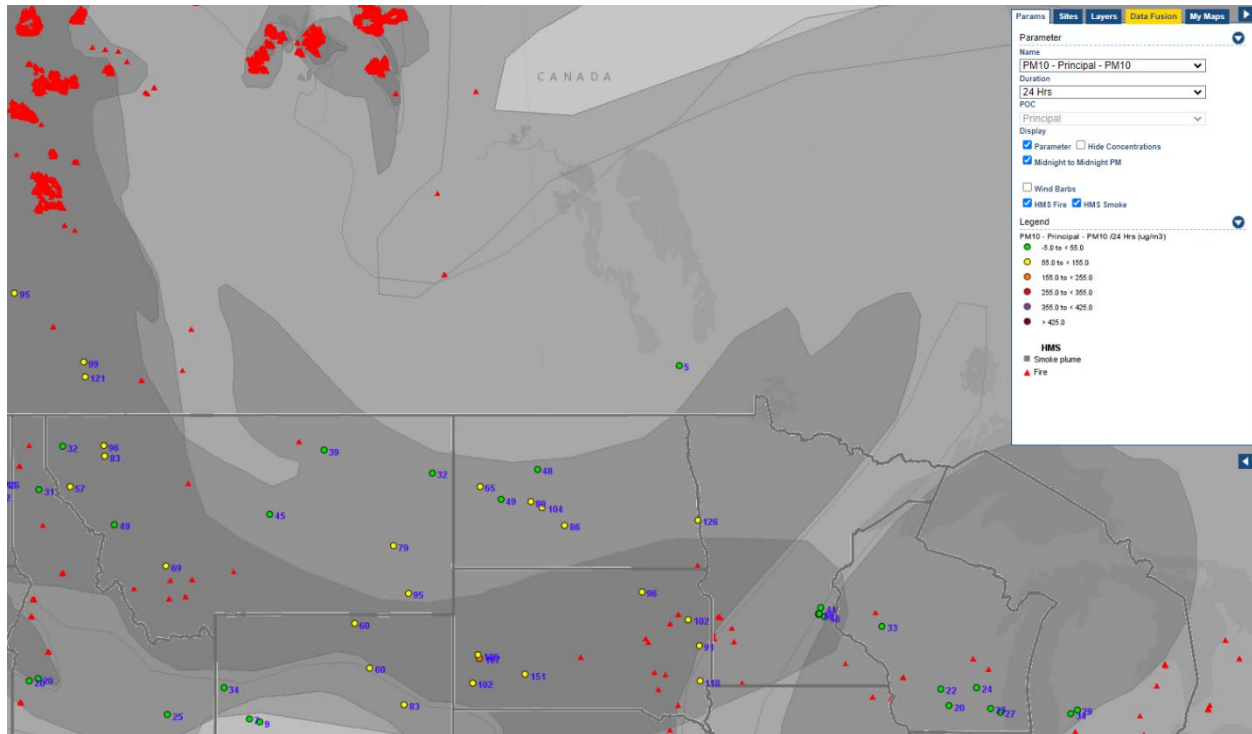 Params Sites Layers Data Fusion My Maps
Parameter
Name
PM10 - Principal - PM10
Duration
24 Hrs
POC
Principal
Display
Parameter Hide Concentrations
Midnight to Midnight PM
Wind Barbs
HMS Fire HMS Smoke
Legend
PM10 - Principal - PM10 /24 Hrs (ug/m3)
-5.0 to < 55.0
55.0 to < 155.0
155.0 to < 255.0
255.0 to < 355.0
355.0 to < 425.0
> 425.0
HMS
Smoke plume
Fire
CANADA
95
99
121
5
32
96
83
39
32
48
31
57
65
49
104
49
45
86
126
79
69
95
96
60
102
44
33
91
151
102
34
83
25
9
22
24
20
27
29
34